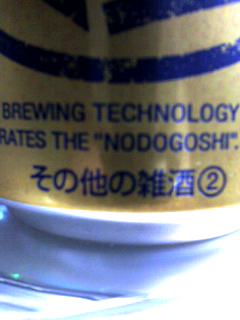 BREWING TECHNOLOGY
RATES THE "NODOGOSHI".
その他の雑酒②